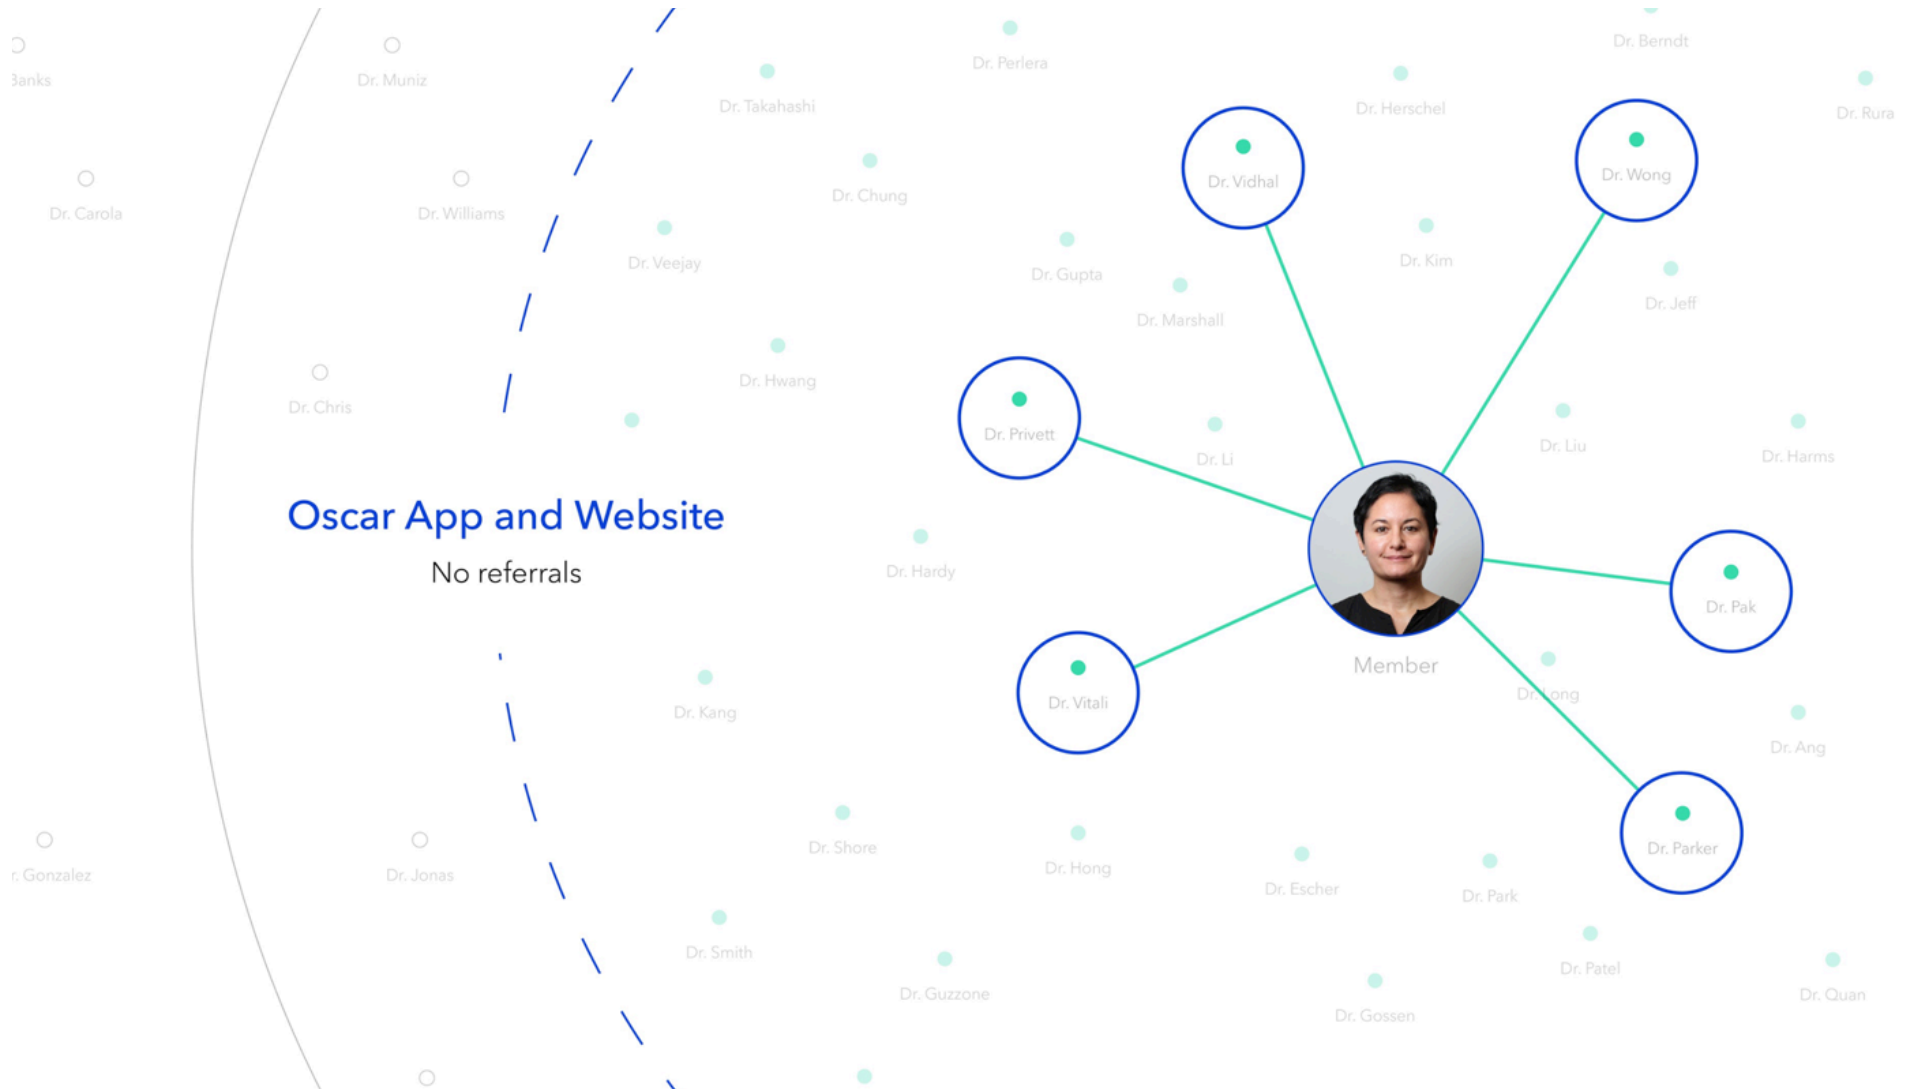 Dr. Berndt
Dr. Perlera
Banks
Dr. Muniz
Dr. Takahashi
Dr. Herschel
Dr. Rura
Dr. Vidhal
Dr. Wong
Dr. Chung
Dr. Carola
Dr. Williams
Dr. Veejay
Dr. Gupta
Dr. Kim
Dr. Jeff
Dr. Marshall
Dr. Hwang
Dr. Chris
Dr. Privett
Dr. Li
Dr. Liu
Dr. Harms
Oscar App and Website
No referrals
Dr. Hardy
Dr. Pak
Member
Dr. Long
Dr. Vitali
Dr. Kang
Dr. Ang
Dr. Shore
Dr. Parker
Dr. Hong
r. Gonzalez
Dr. Jonas
Dr. Escher
Dr. Park
Dr. Smith
Dr. Patel
Dr. Guzzone
Dr. Quan
Dr. Gossen